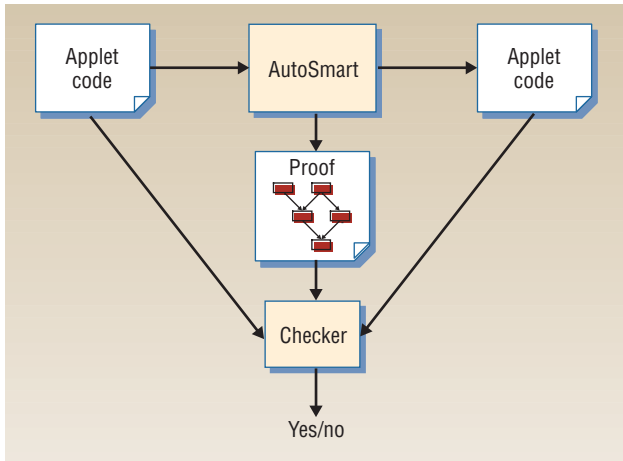 Applet
code
AutoSmart
Applet
code
Proof
Checker
Yes/no